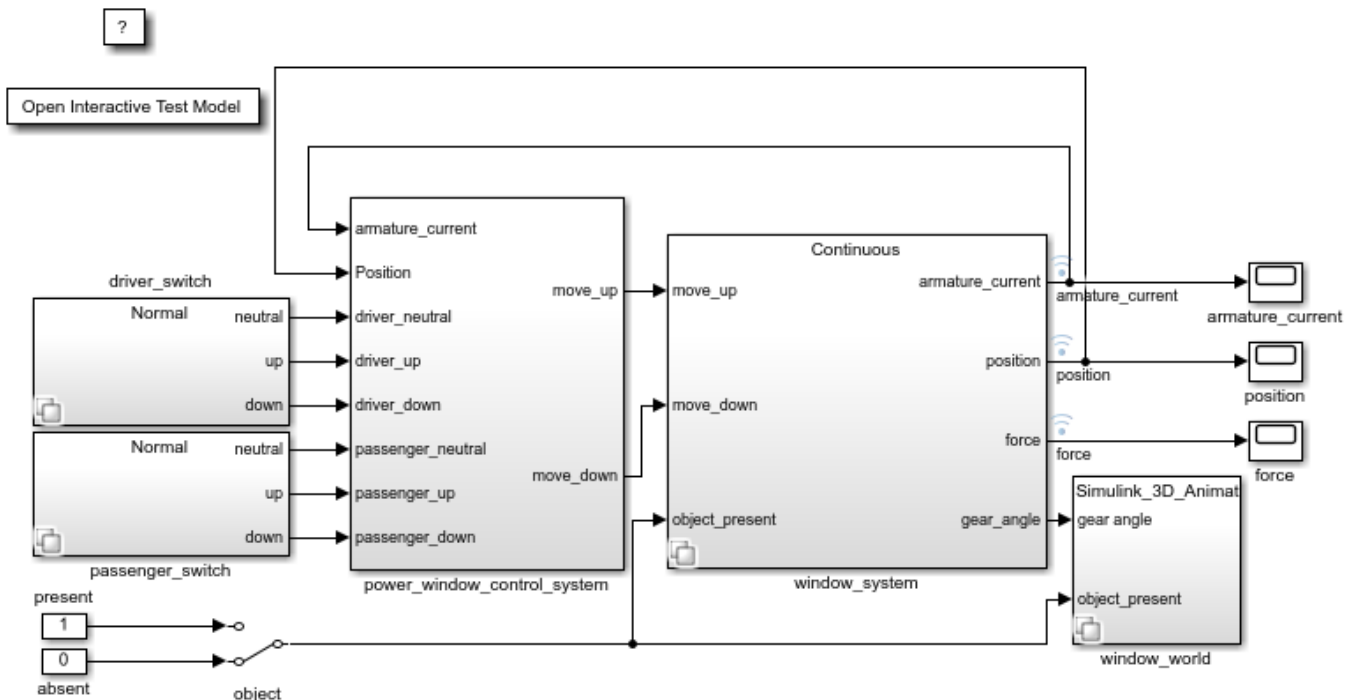 ?
Open Interactive Test Model
driver_switch
Normal
neutral
up
down
Normal
neutral
up
down
passenger_switch
present
1
0
absent
object
armature_current
Position
driver_neutral
driver_up
driver_down
passenger_neutral
passenger_up
passenger_down
move_up
move_down
power_window_control_system
Continuous
move_up
move_down
object_present
armature_current
position
force
gear_angle
window_system
armature_current
position
force
armature_current
position
force
Simulink_3D_Animat
gear angle
object_present
window_world